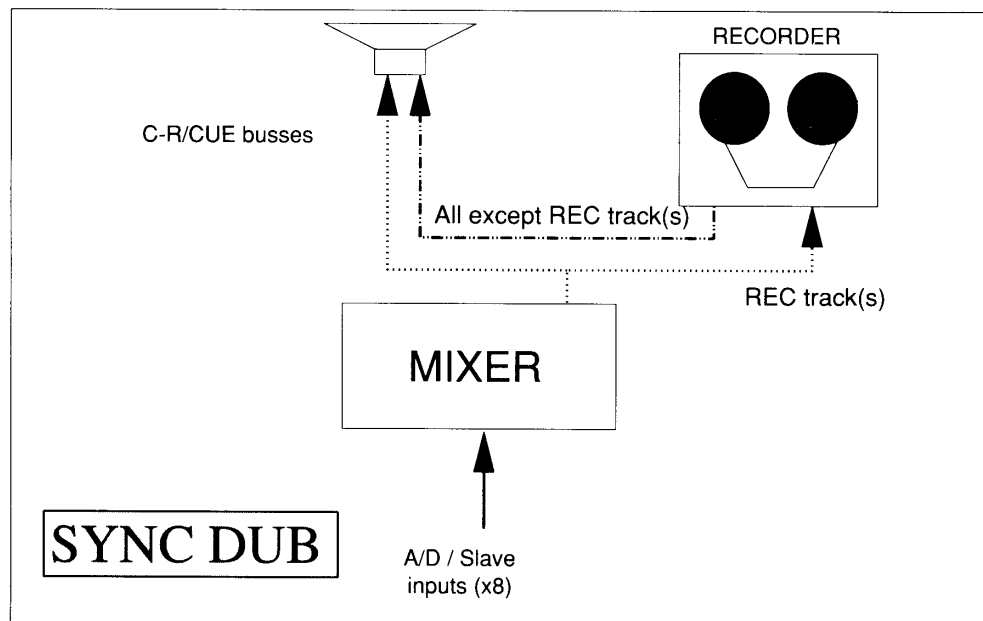 RECORDER
C-R/CUE busses
All except REC track(s)
REC track(s)
MIXER
SYNC DUB
A/D / Slave
inputs (x8)